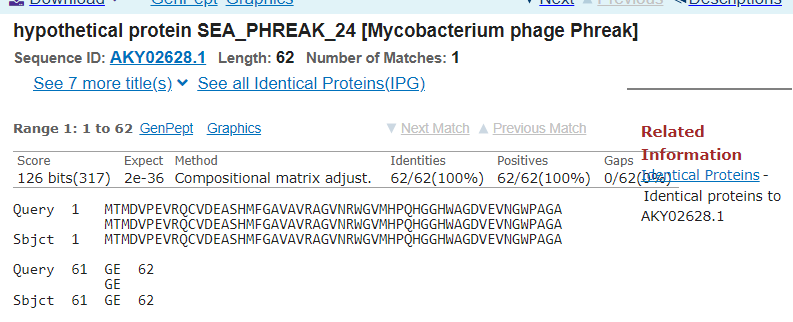 Download GenPept Graphics Next Previous Descriptions
hypothetical protein SEA_PHREAK_24 [Mycobacterium phage Phreak]
Sequence ID: AKY02628.1 Length: 62 Number of Matches: 1
See 7 more title(s) See all Identical Proteins(IPG)
Range 1: 1 to 62 GenPept Graphics Next Match Previous Match
Score Expect Method Identities Positives Gaps
126 bits(317) 2e-36 Compositional matrix adjust. 62/62(100%) 62/62(100%) 0/62(0%)
Query 1 MTMDVPEVRQCVDEASHMFGAVAVRAGVNRWGVMHPQHGGHWAGDVEVNGWPAGA
MTMDVPEVRQCVDEASHMFGAVAVRAGVNRWGVMHPQHGGHWAGDVEVNGWPAGA
Sbjct 1 MTMDVPEVRQCVDEASHMFGAVAVRAGVNRWGVMHPQHGGHWAGDVEVNGWPAGA
Query 61 GE 62
GE
Sbjct 61 GE 62
Related
Information
Identical Proteins -
Identical proteins to
AKY02628.1